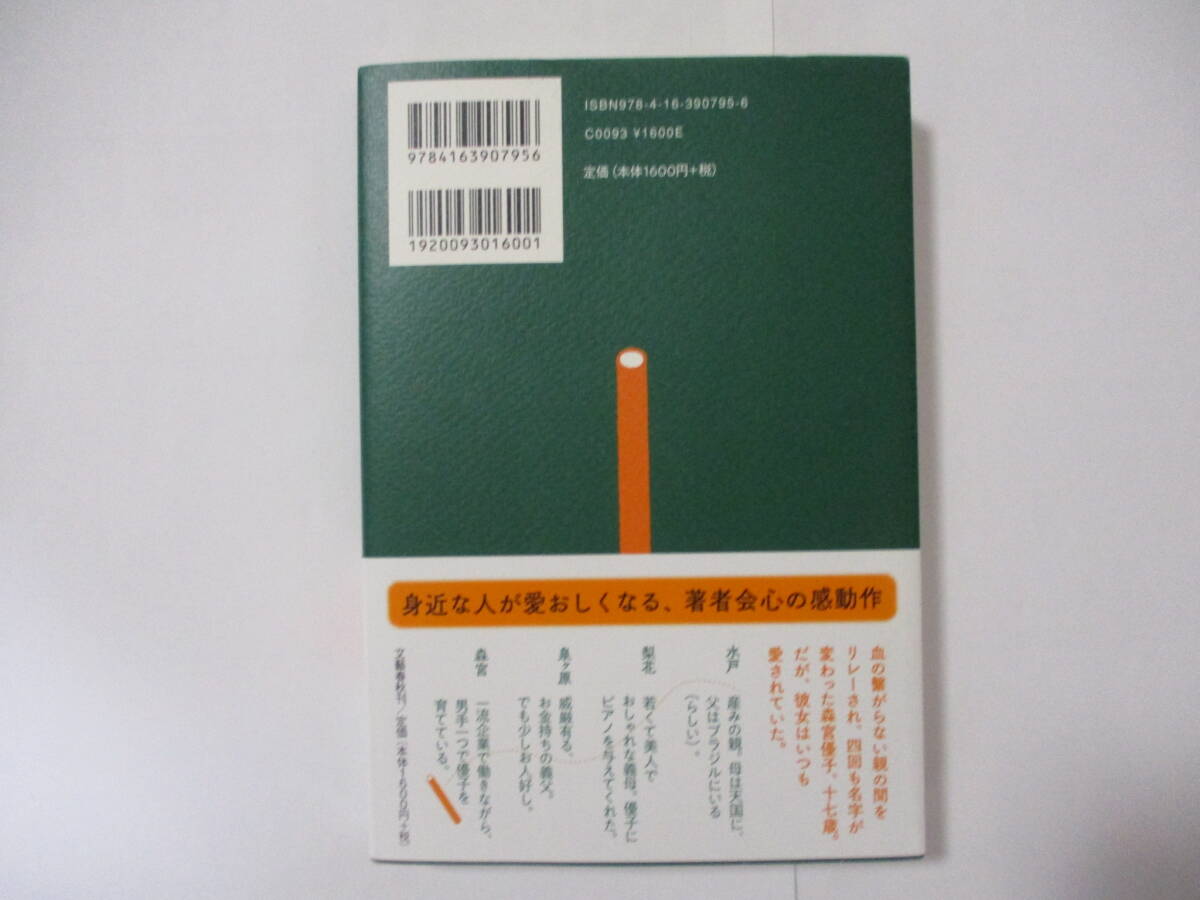 ISBN978-4-16-390795-6
C0093 ¥1600E
定価（本体1600円+税）
9784163907956
1920093016001
身近な人が愛おしくなる、著者会心の感動作
血の繋がらない親の間を
リレーされ、四回も名字が
変わった森宮優子、十七歳。
だが、彼女はいつも
愛されていた。
水戸
産みの親。母は天国に、
父はブラジルにいる
（らしい）。
梨花
若くて美人で
おしゃれな義母。優子に
ピアノを与えてくれた。
泉ヶ原
威厳有る、
お金持ちの義父。
でも少しお人好し。
森宮
一流企業で働きながら、
男手一つで優子を
育てている。
文藝春秋刊／定価（本体1600円+税）